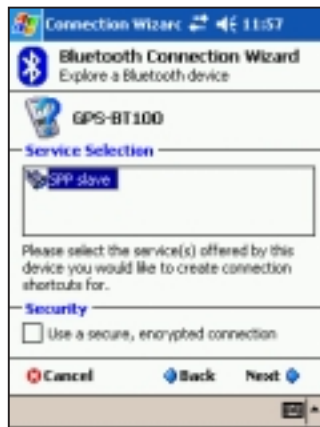 Connection Wizarc 11:57
Bluetooth Connection Wizard
Explore a Bluetooth device
GPS-BT100
Service Selection
SPP slave
Please select the service(s) offered by this
device you would like to create connection
shortcuts for.
Security
Use a secure, encrypted connection
Cancel Back Next